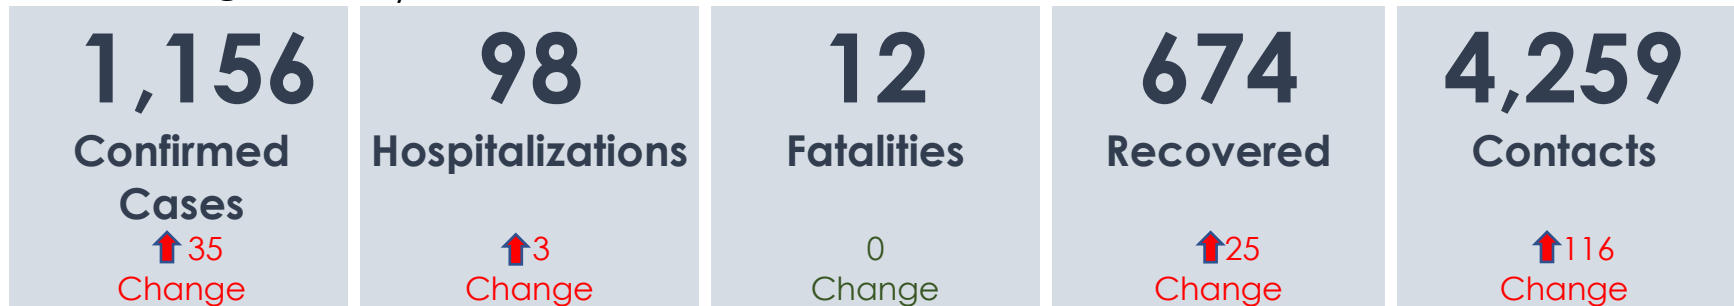 1,156
Confirmed
Cases
35
Change
98
Hospitalizations
3
Change
12
Fatalities
0
Change
674
Recovered
25
Change
4,259
Contacts
116
Change